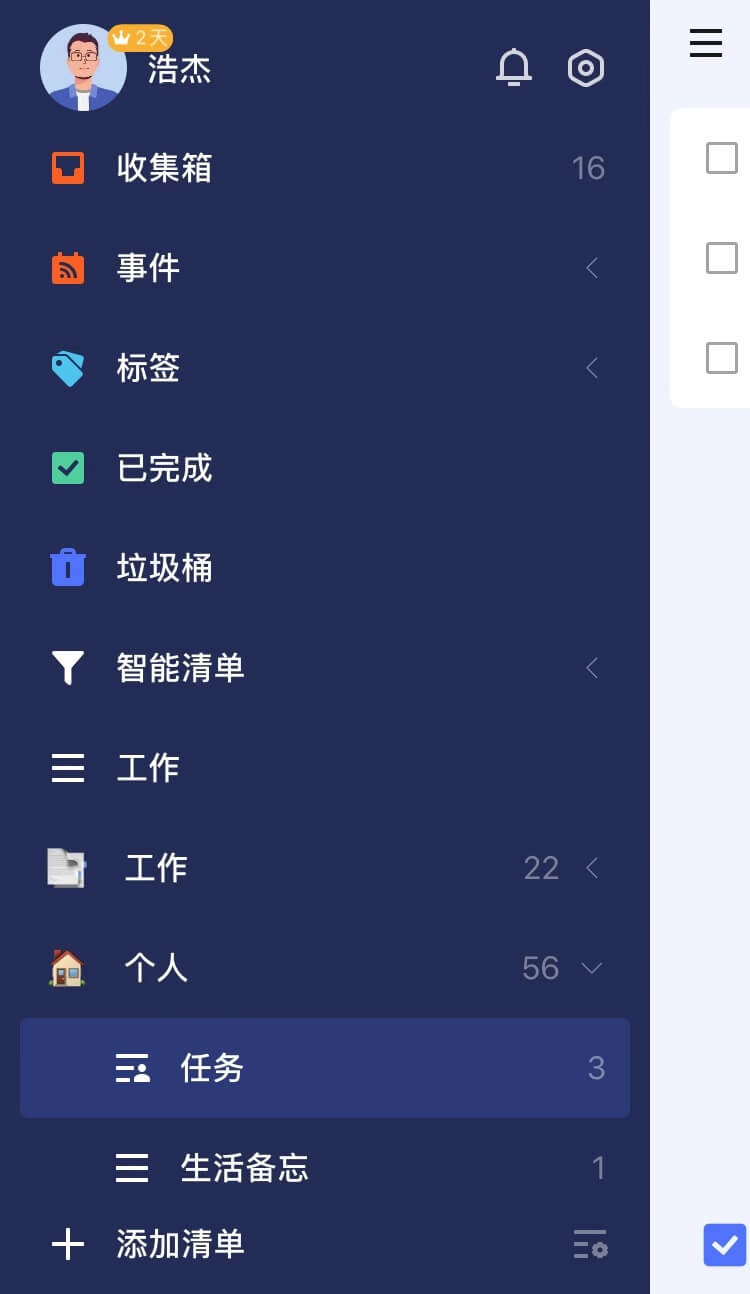 2天
浩杰
收集箱 16
事件
标签
已完成
垃圾桶
智能清单
工作
工作 22
个人 56
任务 3
生活备忘 1
添加清单